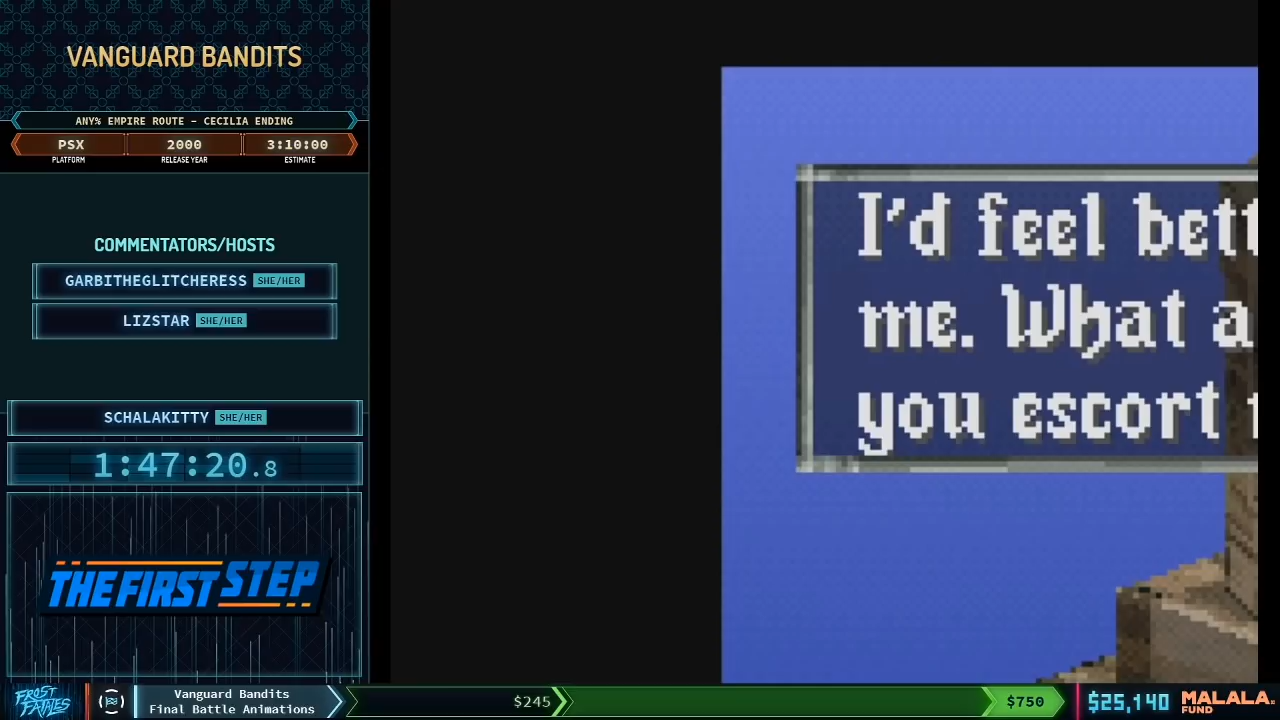 VANGUARD BANDITS
ANY% EMPIRE ROUTE – CECILIA ENDING
PSX
2000
3:10:00
PLATFORM
RELEASE YEAR
ESTIMATE
COMMENTATORS/HOSTS
GARBITHEGLITCHERESS SHE/HER
LIZSTAR SHE/HER
SCHALAKITTY SHE/HER
1:47:20.8
THE FIRST STEP
I'd feel bett
me. What a
you escort
FROST FATALES
Vanguard Bandits
Final Battle Animations
$245
$750
$25,140
MALALA
FUND